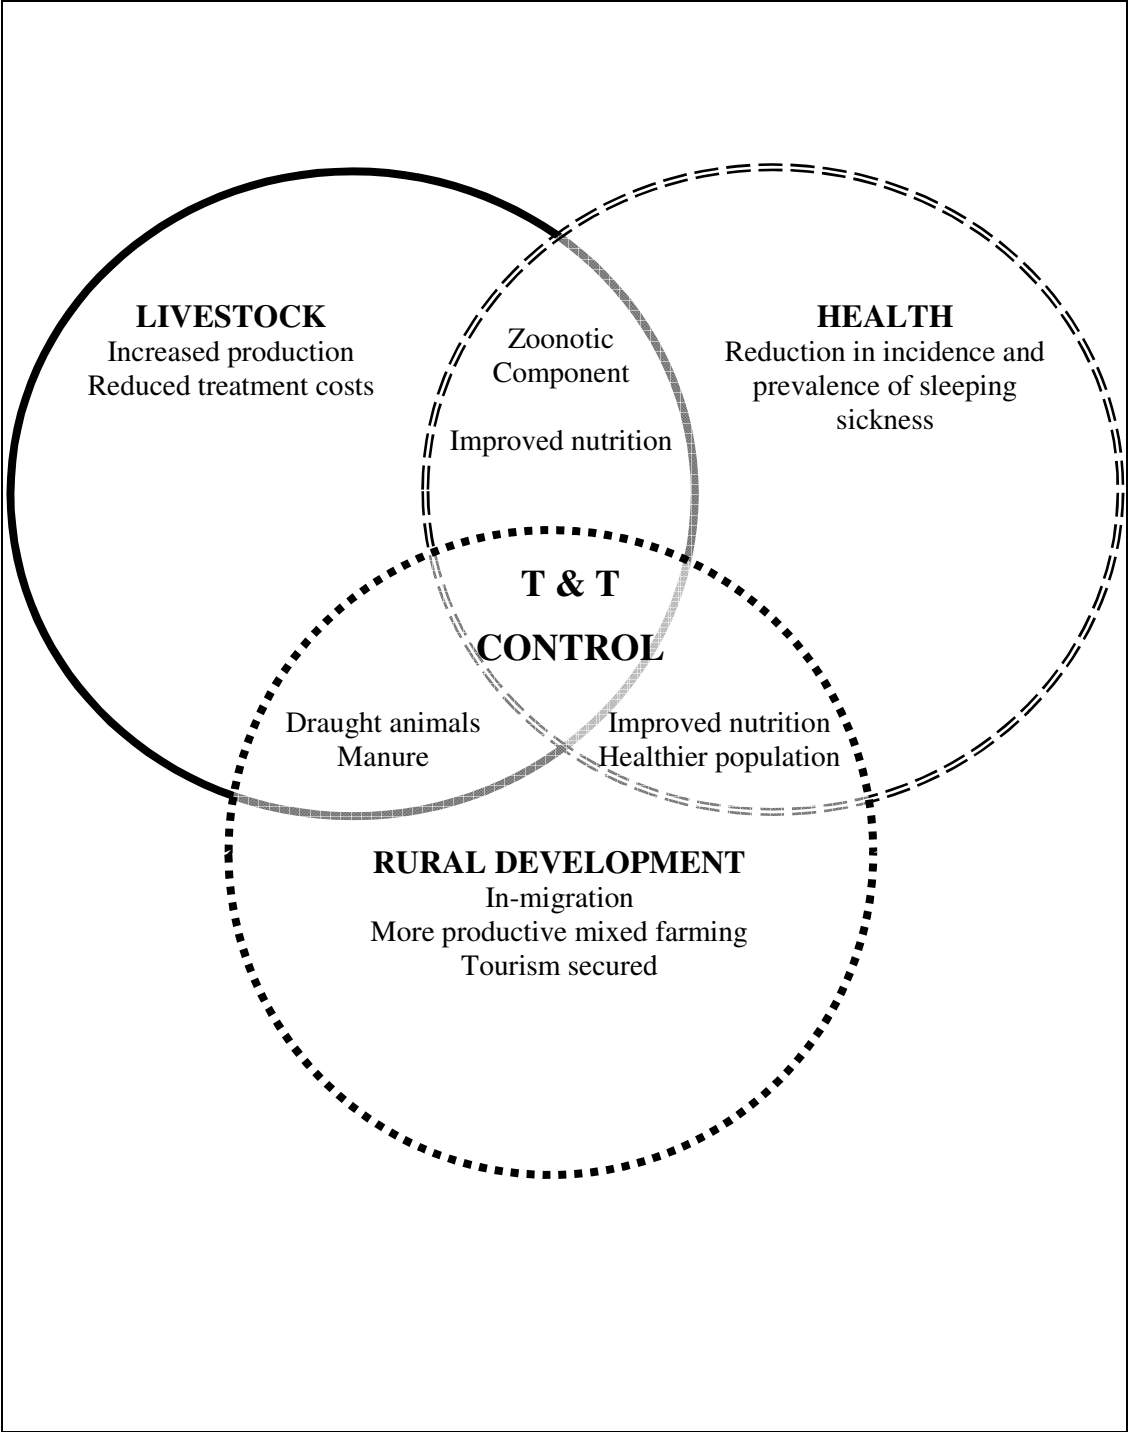 LIVESTOCK
Increased production
Reduced treatment costs
Zoonotic
Component
Improved nutrition
HEALTH
Reduction in incidence and
prevalence of sleeping
sickness
T & T
CONTROL
Draught animals
Manure
Improved nutrition
Healthier population
RURAL DEVELOPMENT
In-migration
More productive mixed farming
Tourism secured